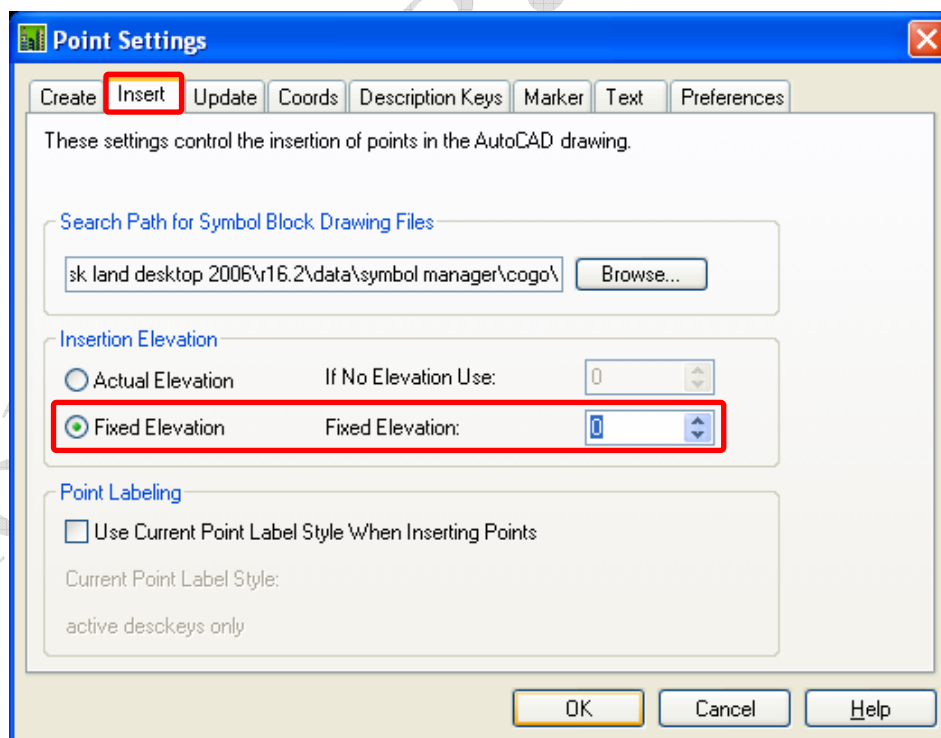 Point Settings
Create Insert Update Coords Description Keys Marker Text Preferences
These settings control the insertion of points in the AutoCAD drawing.
Search Path for Symbol Block Drawing Files
sk land desktop 2006\r16.2\data\symbol manager\cogo\ Browse...
Insertion Elevation
Actual Elevation If No Elevation Use: 0
Fixed Elevation Fixed Elevation: 0
Point Labeling
Use Current Point Label Style When Inserting Points
Current Point Label Style:
active desckeys only
OK Cancel Help